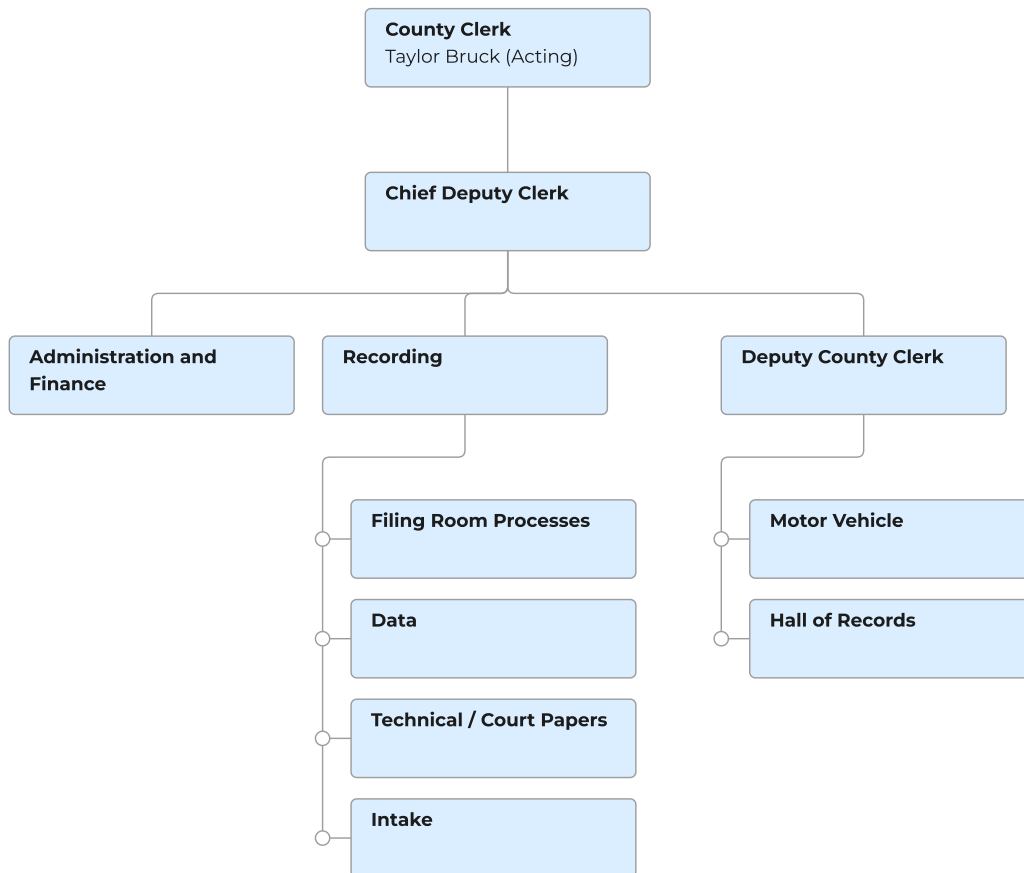 County Clerk
Taylor Bruck (Acting)
Chief Deputy Clerk
Administration and
Finance
Recording
Deputy County Clerk
Filing Room Processes
Data
Technical / Court Papers
Intake
Motor Vehicle
Hall of Records